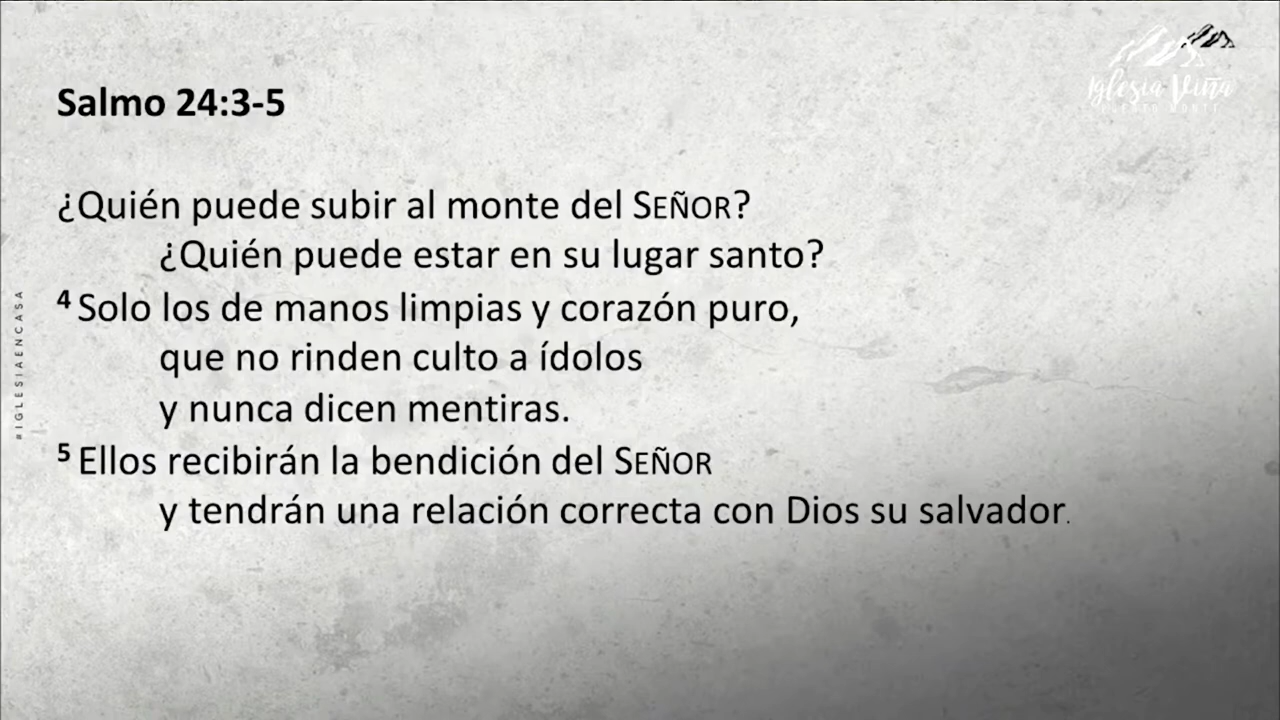 Salmo 24:3-5
¿Quién puede subir al monte del SEÑOR?
¿Quién puede estar en su lugar santo?
4 Solo los de manos limpias y corazón puro,
que no rinden culto a ídolos
y nunca dicen mentiras.
5 Ellos recibirán la bendición del SEÑOR
y tendrán una relación correcta con Dios su salvador.
Iglesia Viña
#IGLESIAENCASA